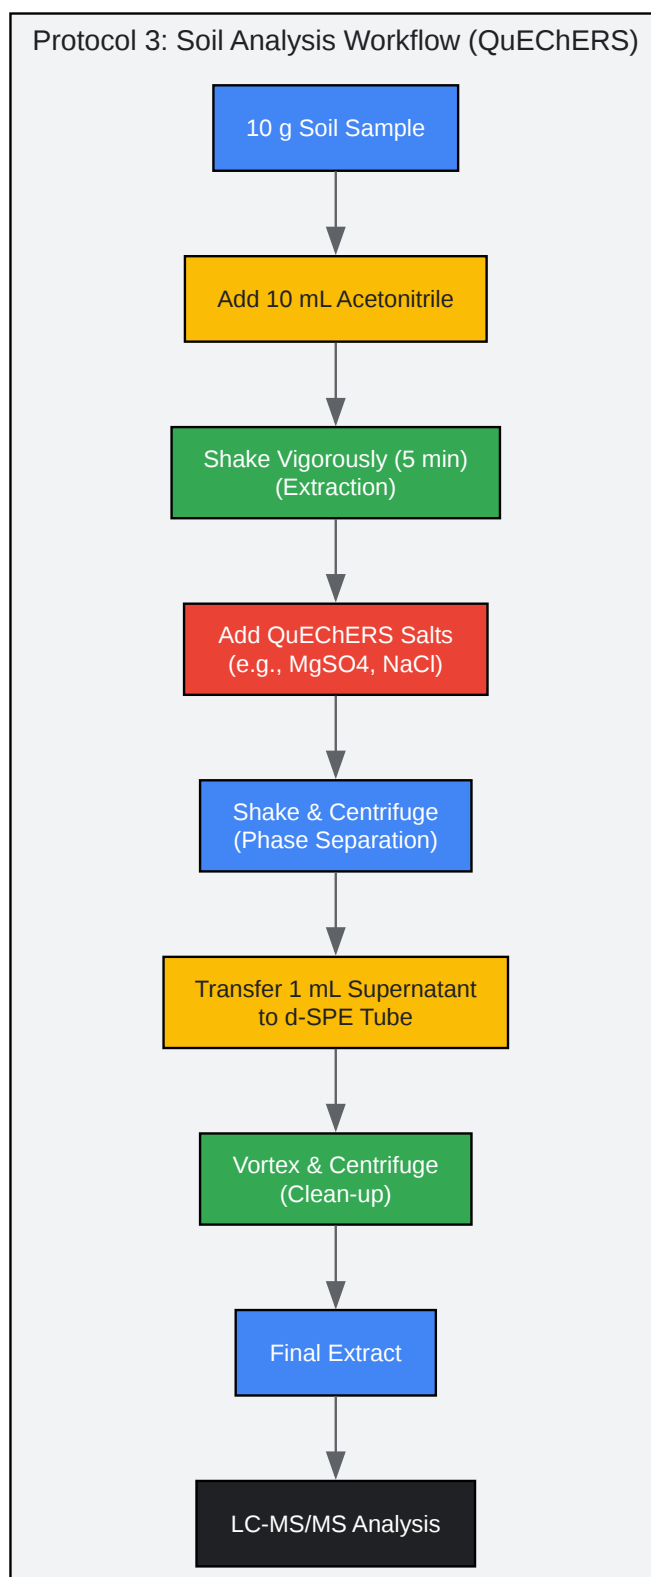 Protocol 3: Soil Analysis Workflow (QuEChERS)
10 g Soil Sample
Add 10 mL Acetonitrile
Shake Vigorously (5 min)
(Extraction)
Add QuEChERS Salts
(e.g., MgSO4, NaCl)
Shake & Centrifuge
(Phase Separation)
Transfer 1 mL Supernatant
to d-SPE Tube
Vortex & Centrifuge
(Clean-up)
Final Extract
LC-MS/MS Analysis